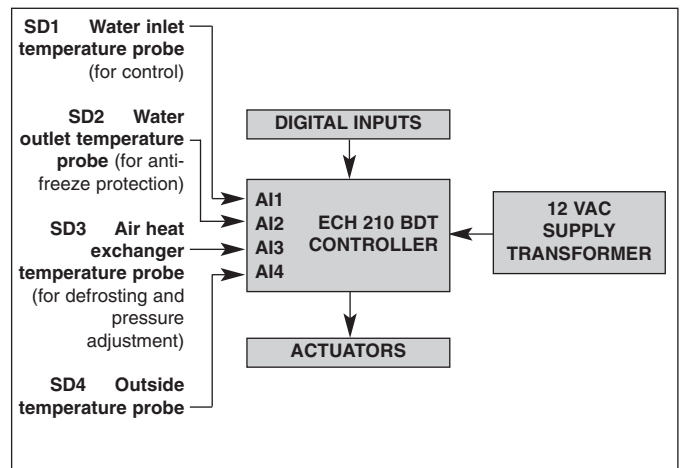 SD1 Water inlet
temperature probe
(for control)
SD2 Water
outlet temperature
probe (for anti-
freeze protection)
SD3 Air heat
exchanger
temperature probe
(for defrosting and
pressure
adjustment)
SD4 Outside
temperature probe
DIGITAL INPUTS
AI1
AI2
AI3
AI4
ECH 210 BDT
CONTROLLER
12 VAC
SUPPLY
TRANSFORMER
ACTUATORS